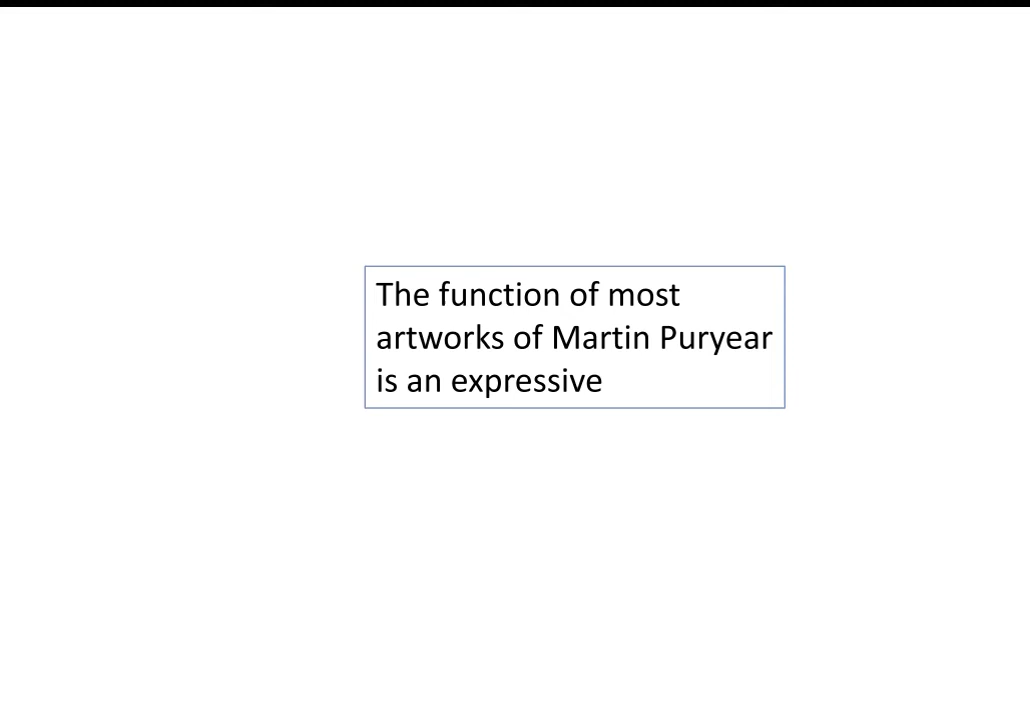 The function of most
artworks of Martin Puryear
is an expressive